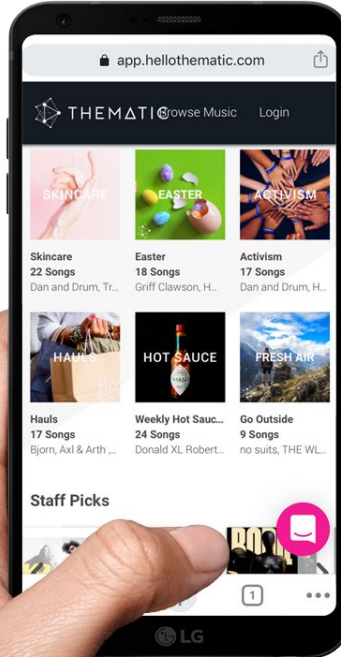 app.hellothematic.com
THEMATIC
Browse Music
Login
SKINCARE
EASTER
ACTIVISM
Skincare
Easter
Activism
22 Songs
18 Songs
17 Songs
Dan and Drum, Tr...
Griff Clawson, H...
Dan and Drum, H...
HAULS
HOT SAUCE
FRESH AIR
Hauls
Weekly Hot Sauc...
Go Outside
17 Songs
24 Songs
9 Songs
Bjorn, Axl & Arth ,...
Donald XL Robert...
no suits, THE WL...
Staff Picks
1
LG